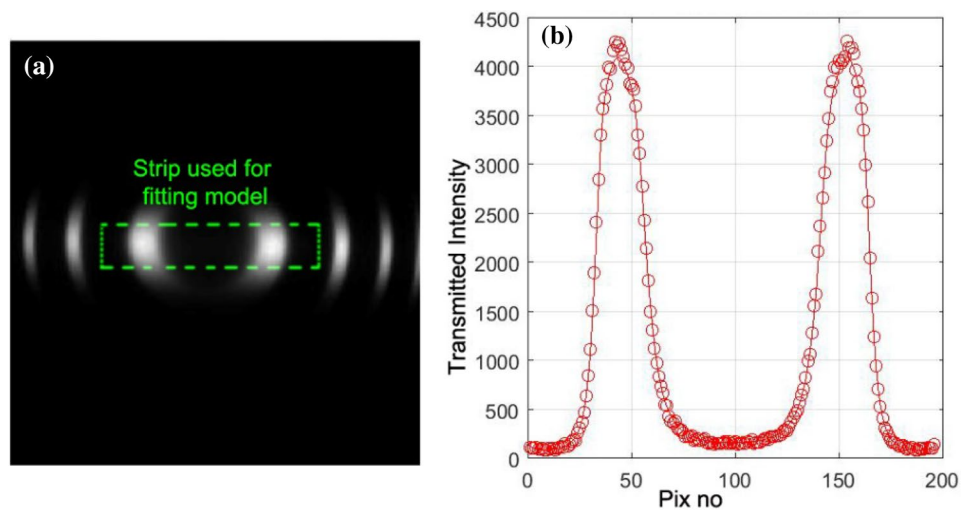 (a)
Strip used for
fitting model
(b)
Transmitted Intensity
4500
4000
3500
3000
2500
2000
1500
1000
500
0
0
50
100
150
200
Pix no